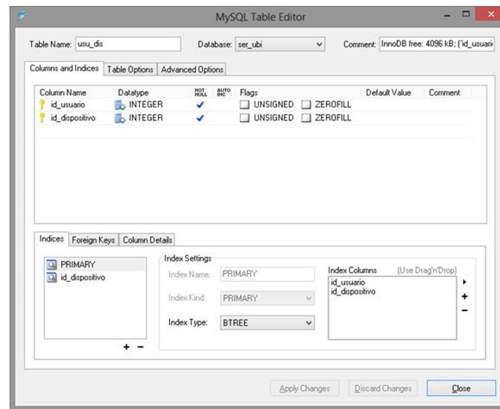 MySQL Table Editor
Table Name: usu_dis Database: ser_ubi Comment: InnoDB free: 4096 kB; (`id_usuari
Columns and Indices Table Options Advanced Options
Column Name Datatype NOT NULL AUTO INC Flags Default Value Comment
id_usuario INTEGER UNSIGNED ZEROFILL
id_dispositivo INTEGER UNSIGNED ZEROFILL
Indices Foreign Keys Column Details
PRIMARY
id_dispositivo
Index Settings
Index Name: PRIMARY
Index Kind: PRIMARY
Index Type: BTREE
Index Columns (Use Drag'n'Drop)
id_usuario
id_dispositivo
Apply Changes Discard Changes Close